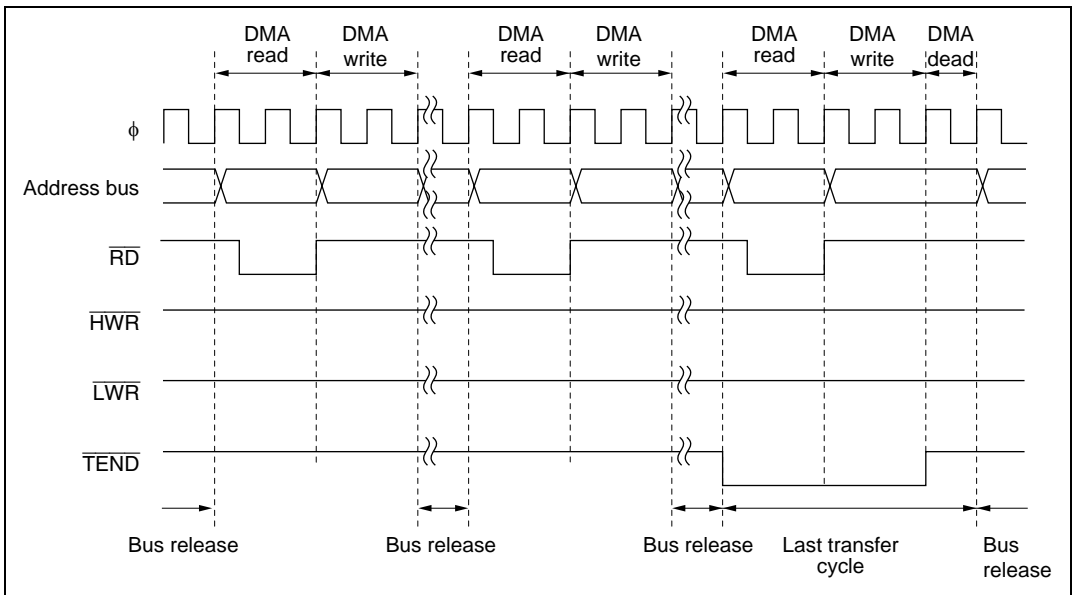 DMA read
DMA write
DMA read
DMA write
DMA read
DMA write
DMA dead
ϕ
Address bus
RD
HWR
LWR
TEND
Bus release
Bus release
Bus release
Last transfer cycle
Bus release